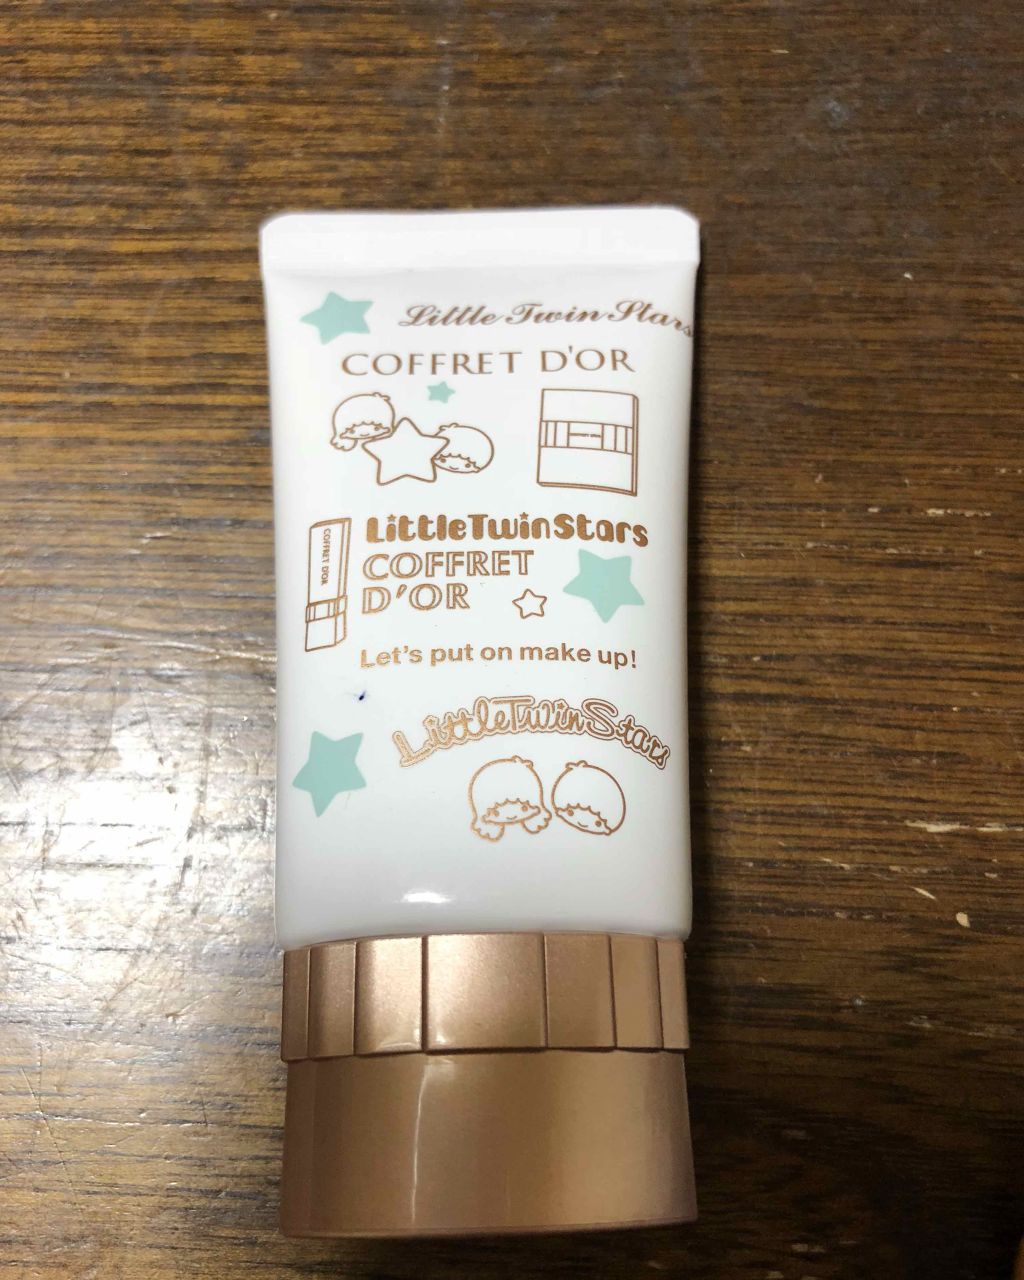 Little Twin Stars
COFFRET D'OR
LittleTwinStars
COFFRET D'OR
COFFRET
D'OR
Let's put on make up!
LittleTwinStars